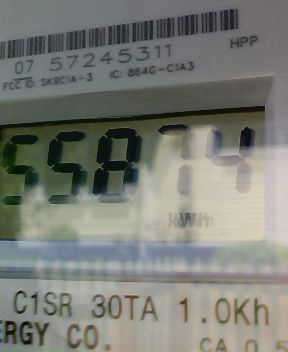 07 57245311
HPP
FCC ID: SK9C1A-3 IC: 864G-C1A3
55874
kWh
C1SR 30TA 1.0Kh
ERGY CO. CA 0.5